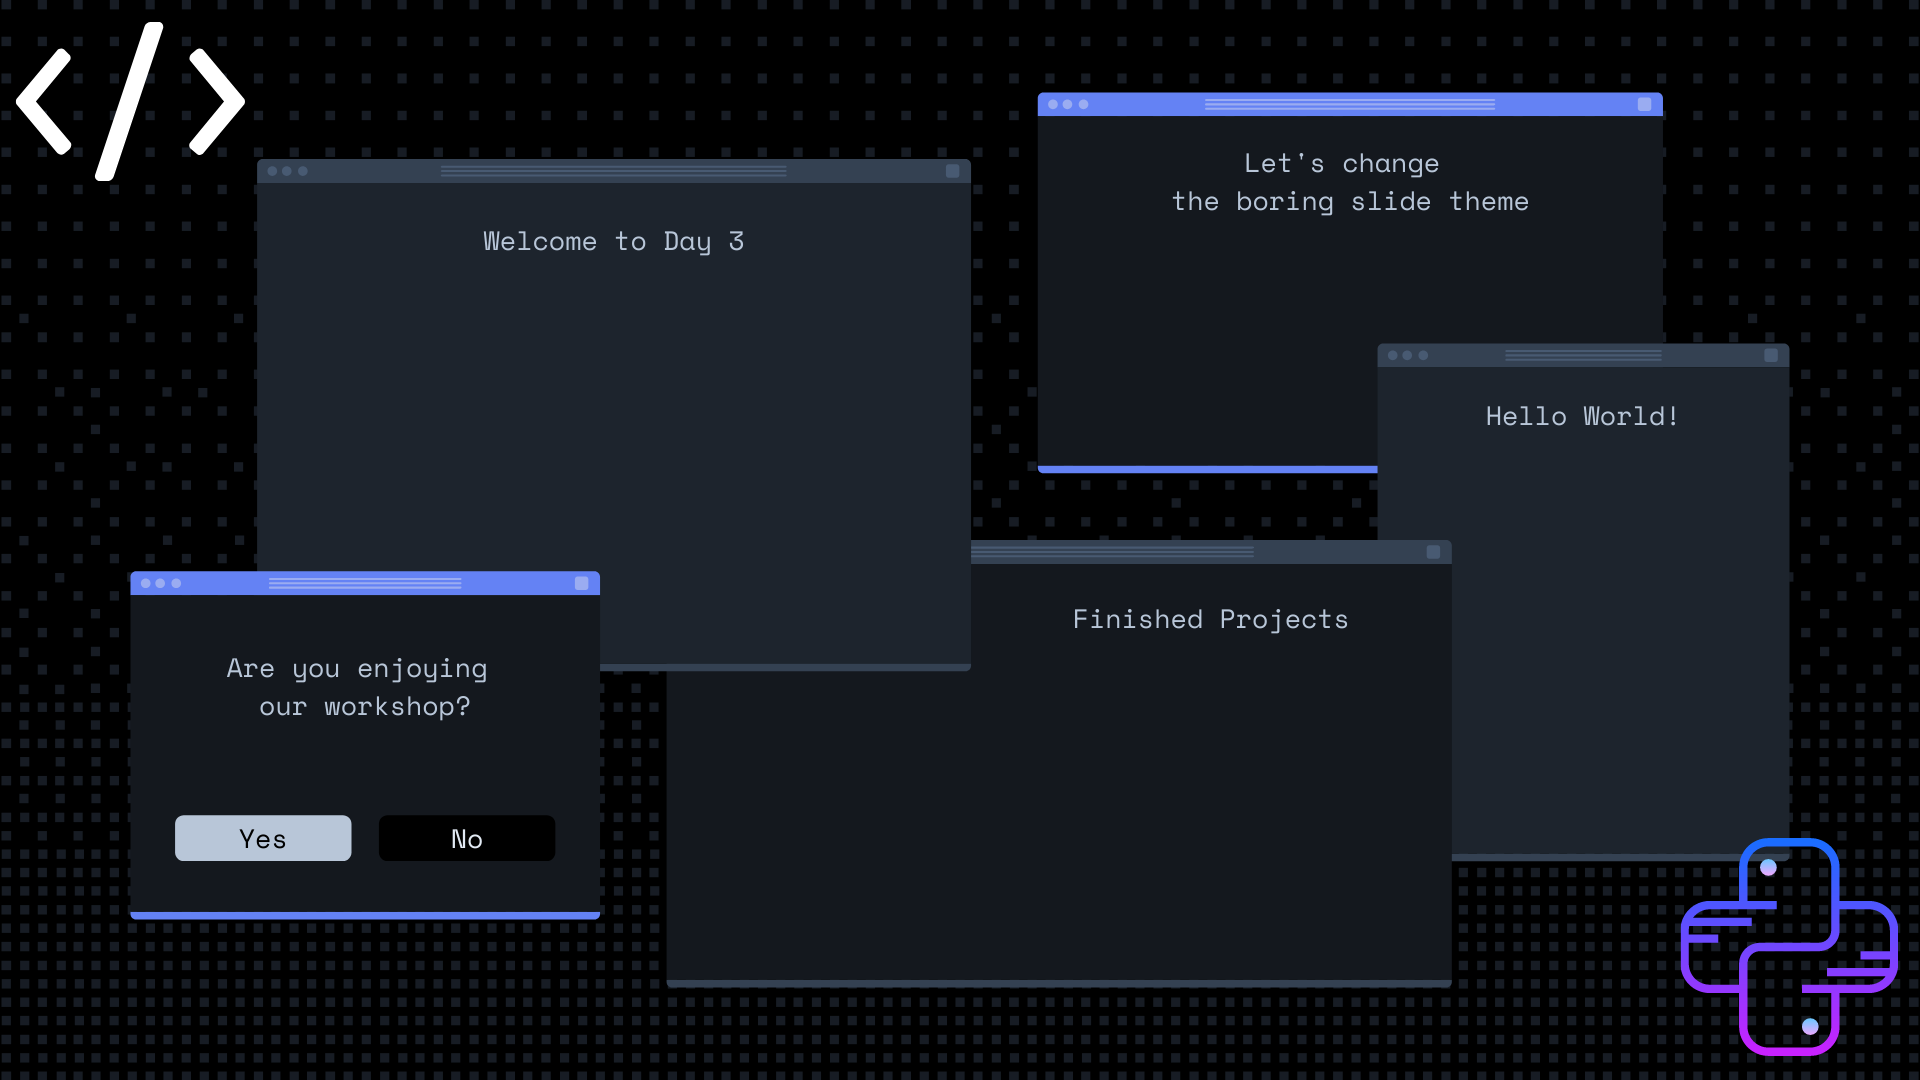 </>
Welcome to Day 3
Let's change
the boring slide theme
Hello World!
Finished Projects
Are you enjoying
our workshop?
Yes
No